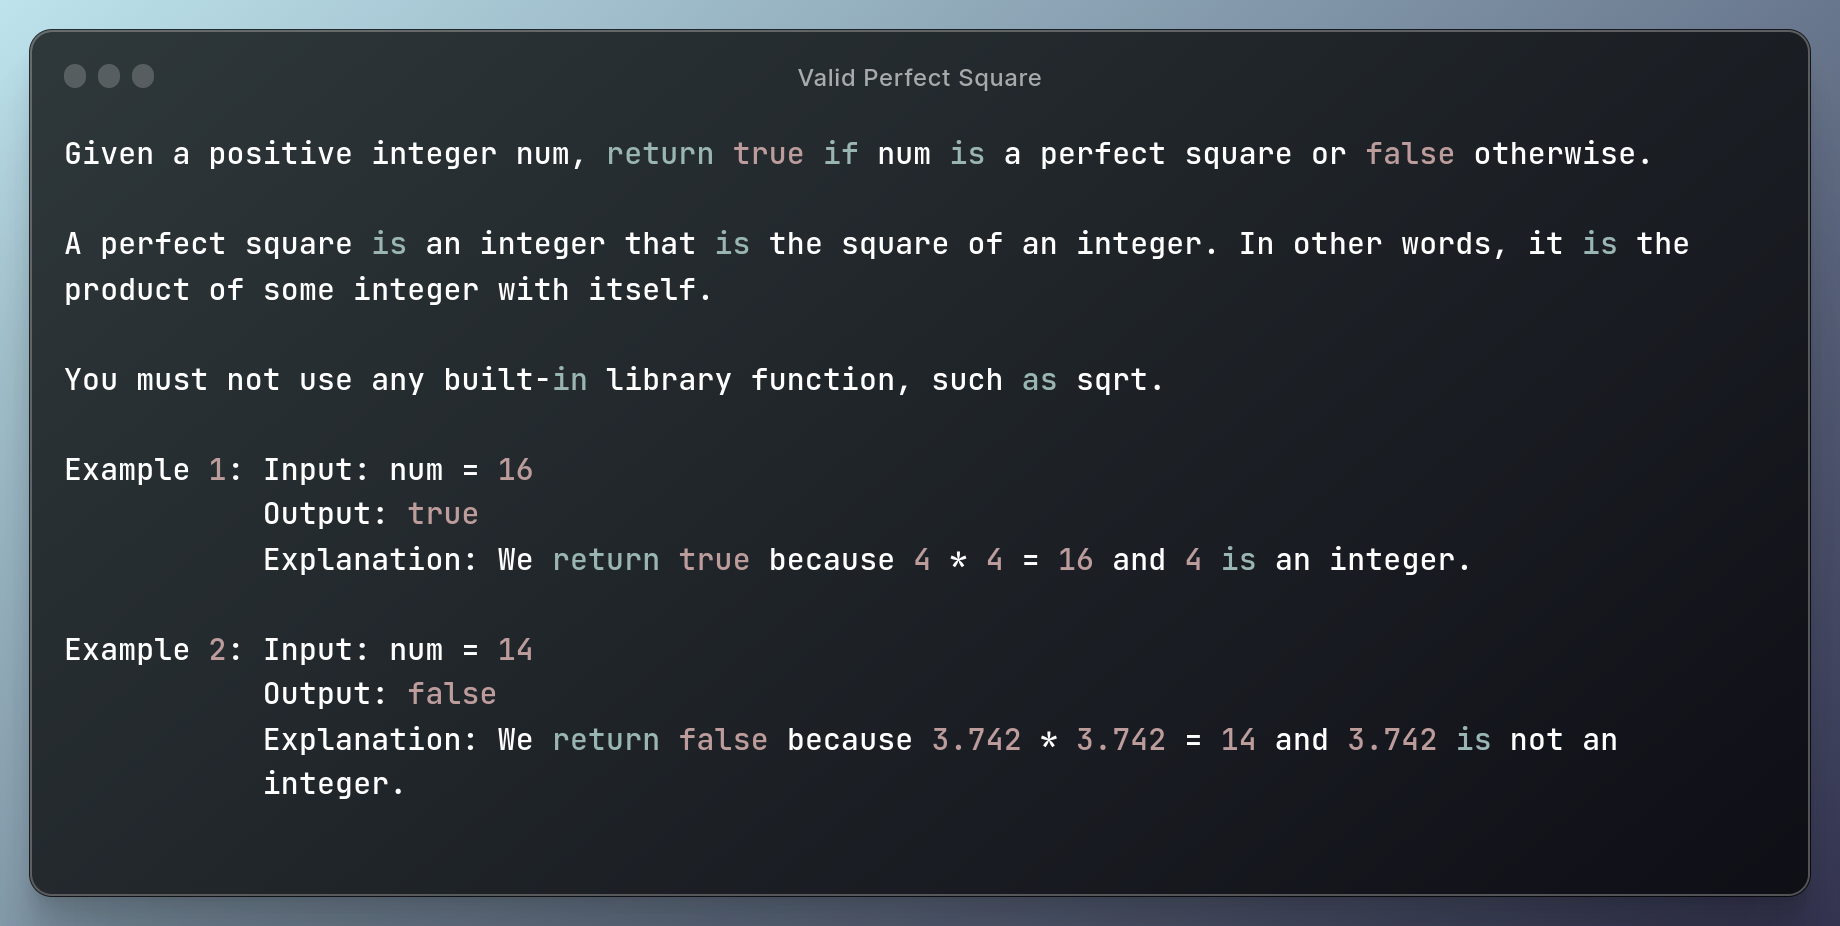 Valid Perfect Square
Given a positive integer num, return true if num is a perfect square or false otherwise.
A perfect square is an integer that is the square of an integer. In other words, it is the
product of some integer with itself.
You must not use any built-in library function, such as sqrt.
Example 1: Input: num = 16
Output: true
Explanation: We return true because 4 * 4 = 16 and 4 is an integer.
Example 2: Input: num = 14
Output: false
Explanation: We return false because 3.742 * 3.742 = 14 and 3.742 is not an
integer.